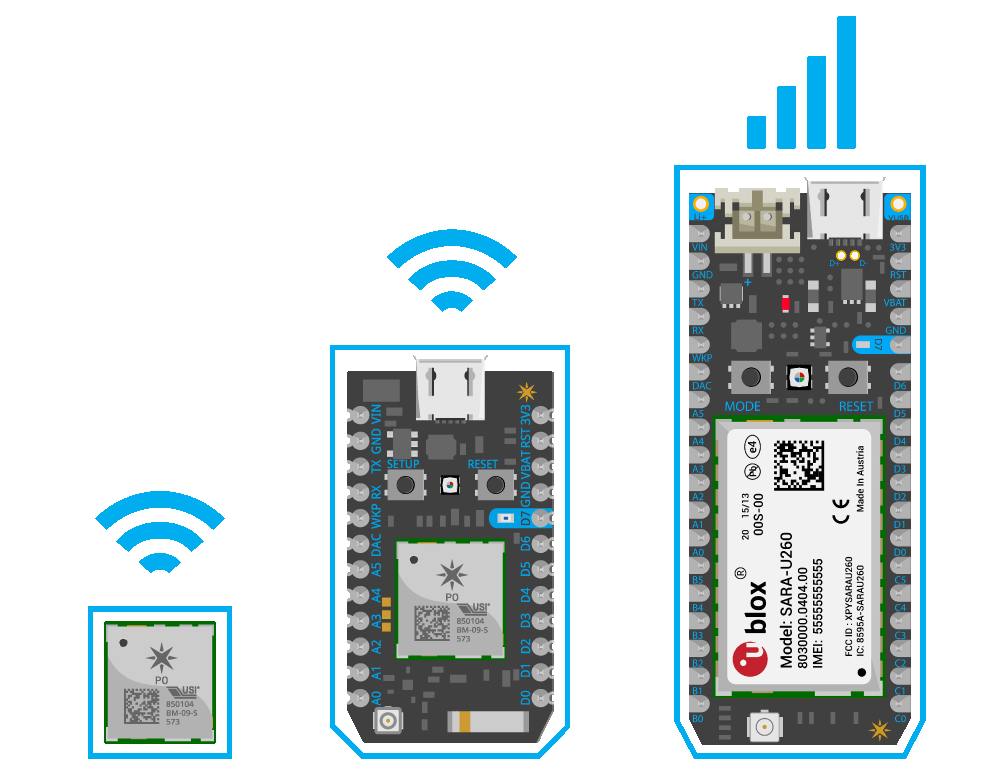 P0
USI
850104
BM-09-S
573
VIN
GND
TX
RX
WKP
DAC
A5
A4
A3
A2
A1
A0
SETUP
RESET
3V3
RST
VBAT
GND
D7
D6
D5
D4
D3
D2
D1
D0
P0
USI
850104
BM-09-S
573
Li+
VIN
GND
TX
RX
WKP
DAC
A5
A4
A3
A2
A1
A0
B5
B4
B3
B2
B1
B0
+
D+
D-
MODE
RESET
VUSB
3V3
RST
VBAT
GND
D7
D6
D5
D4
D3
D2
D1
D0
C5
C4
C3
C2
C1
C0
u blox®
Model: SARA-U260
8030000.0404.00
IMEI: 5555555555555
20 15/13
00S-00
Pb
e4
CE
FCC ID : XPYSARAU260
IC: 8595A-SARAU260
Made In Austria